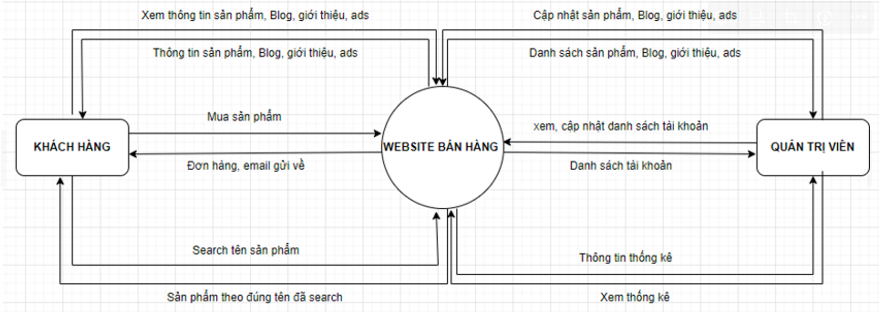 Xem thông tin sản phẩm, Blog, giới thiệu, ads
Cập nhật sản phẩm, Blog, giới thiệu, ads
Thông tin sản phẩm, Blog, giới thiệu, ads
Danh sách sản phẩm, Blog, giới thiệu, ads
Mua sản phẩm
xem, cập nhật danh sách tài khoản
KHÁCH HÀNG
WEBSITE BÁN HÀNG
QUẢN TRỊ VIÊN
Đơn hàng, email gửi về
Danh sách tài khoản
Search tên sản phẩm
Thông tin thống kê
Sản phẩm theo đúng tên đã search
Xem thống kê